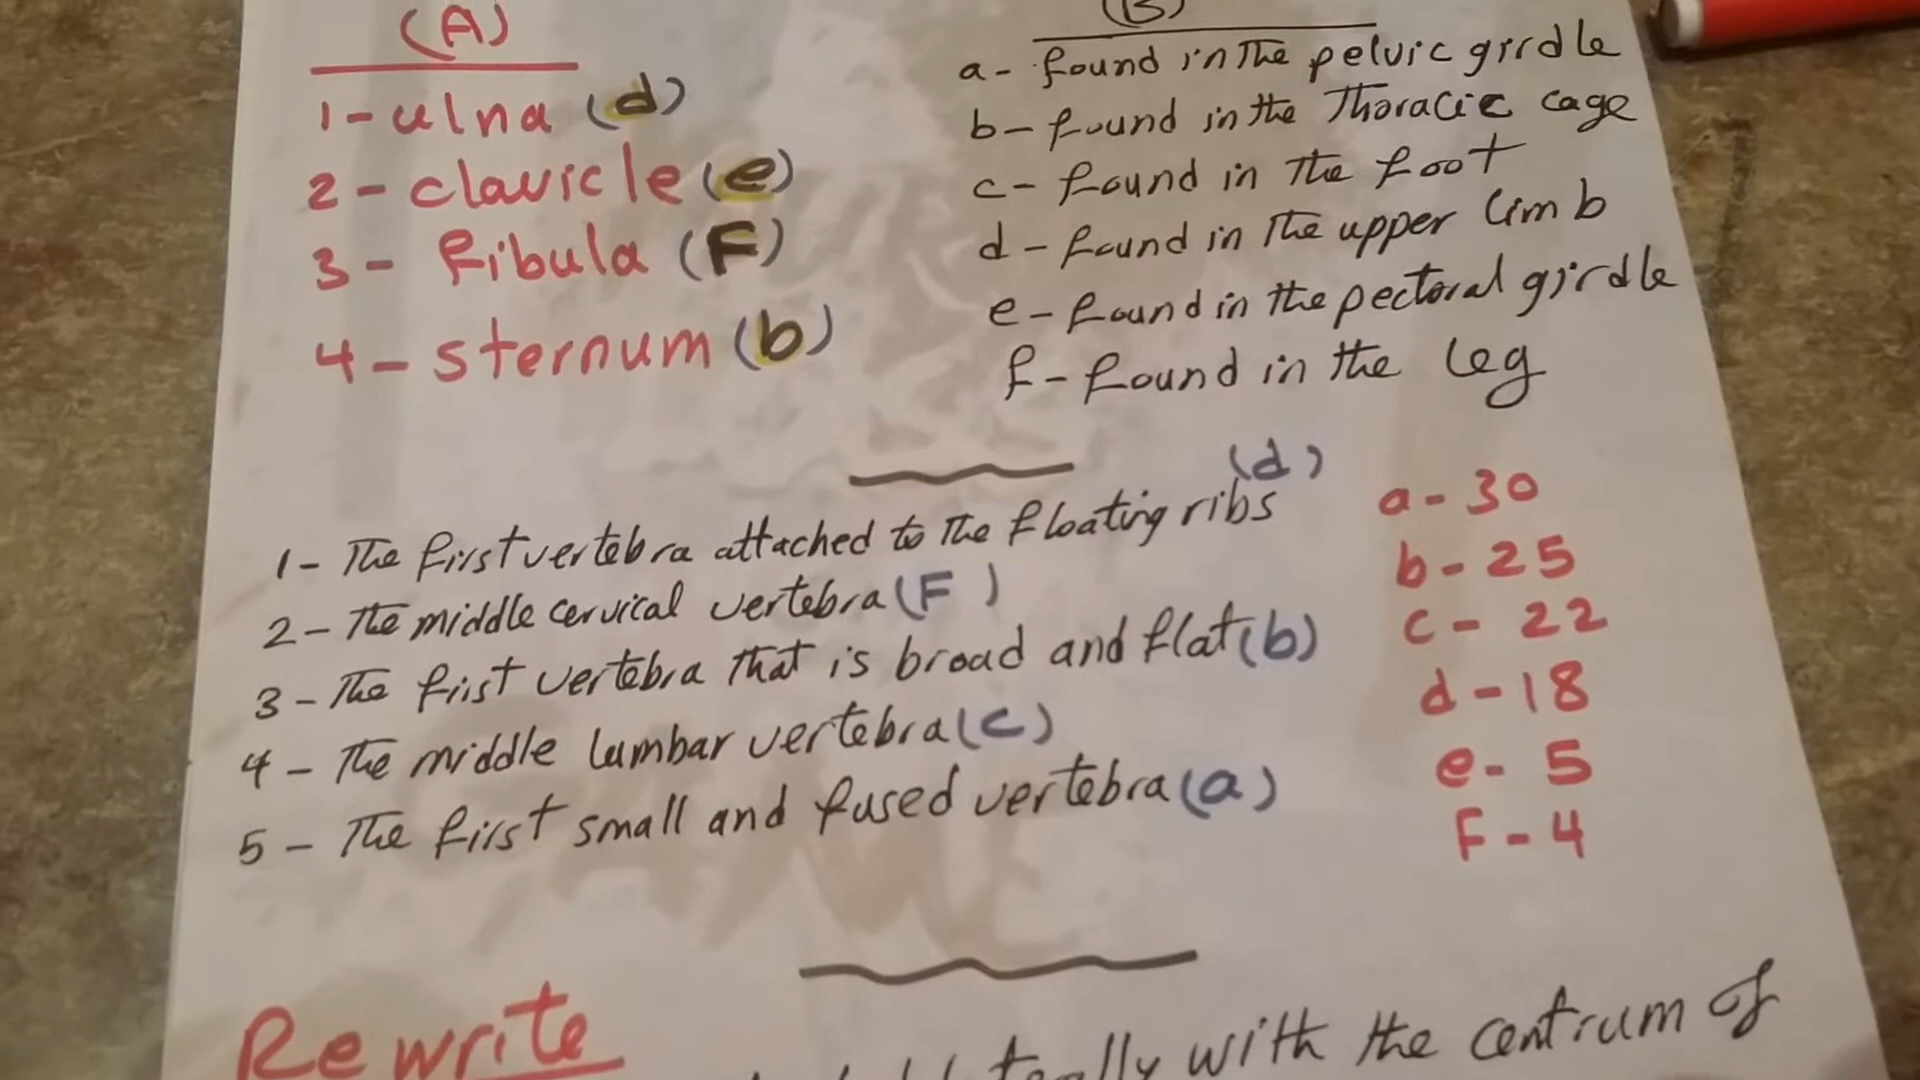 (A)
1 - ulna (d)
2 - clavicle (e)
3 - fibula (F)
4 - sternum (b)
(B)
a - found in the pelvic girdle
b - found in the Thoracic cage
c - found in the foot
d - found in the upper limb
e - found in the pectoral girdle
f - found in the leg
(d)
1 - The first vertebra attached to the floating ribs
2 - The middle cervical vertebra (F)
3 - The first vertebra that is broad and flat (b)
4 - The middle lumbar vertebra (c)
5 - The first small and fused vertebra (a)
a - 30
b - 25
c - 22
d - 18
e - 5
F - 4
Rewrite
with the centrum of